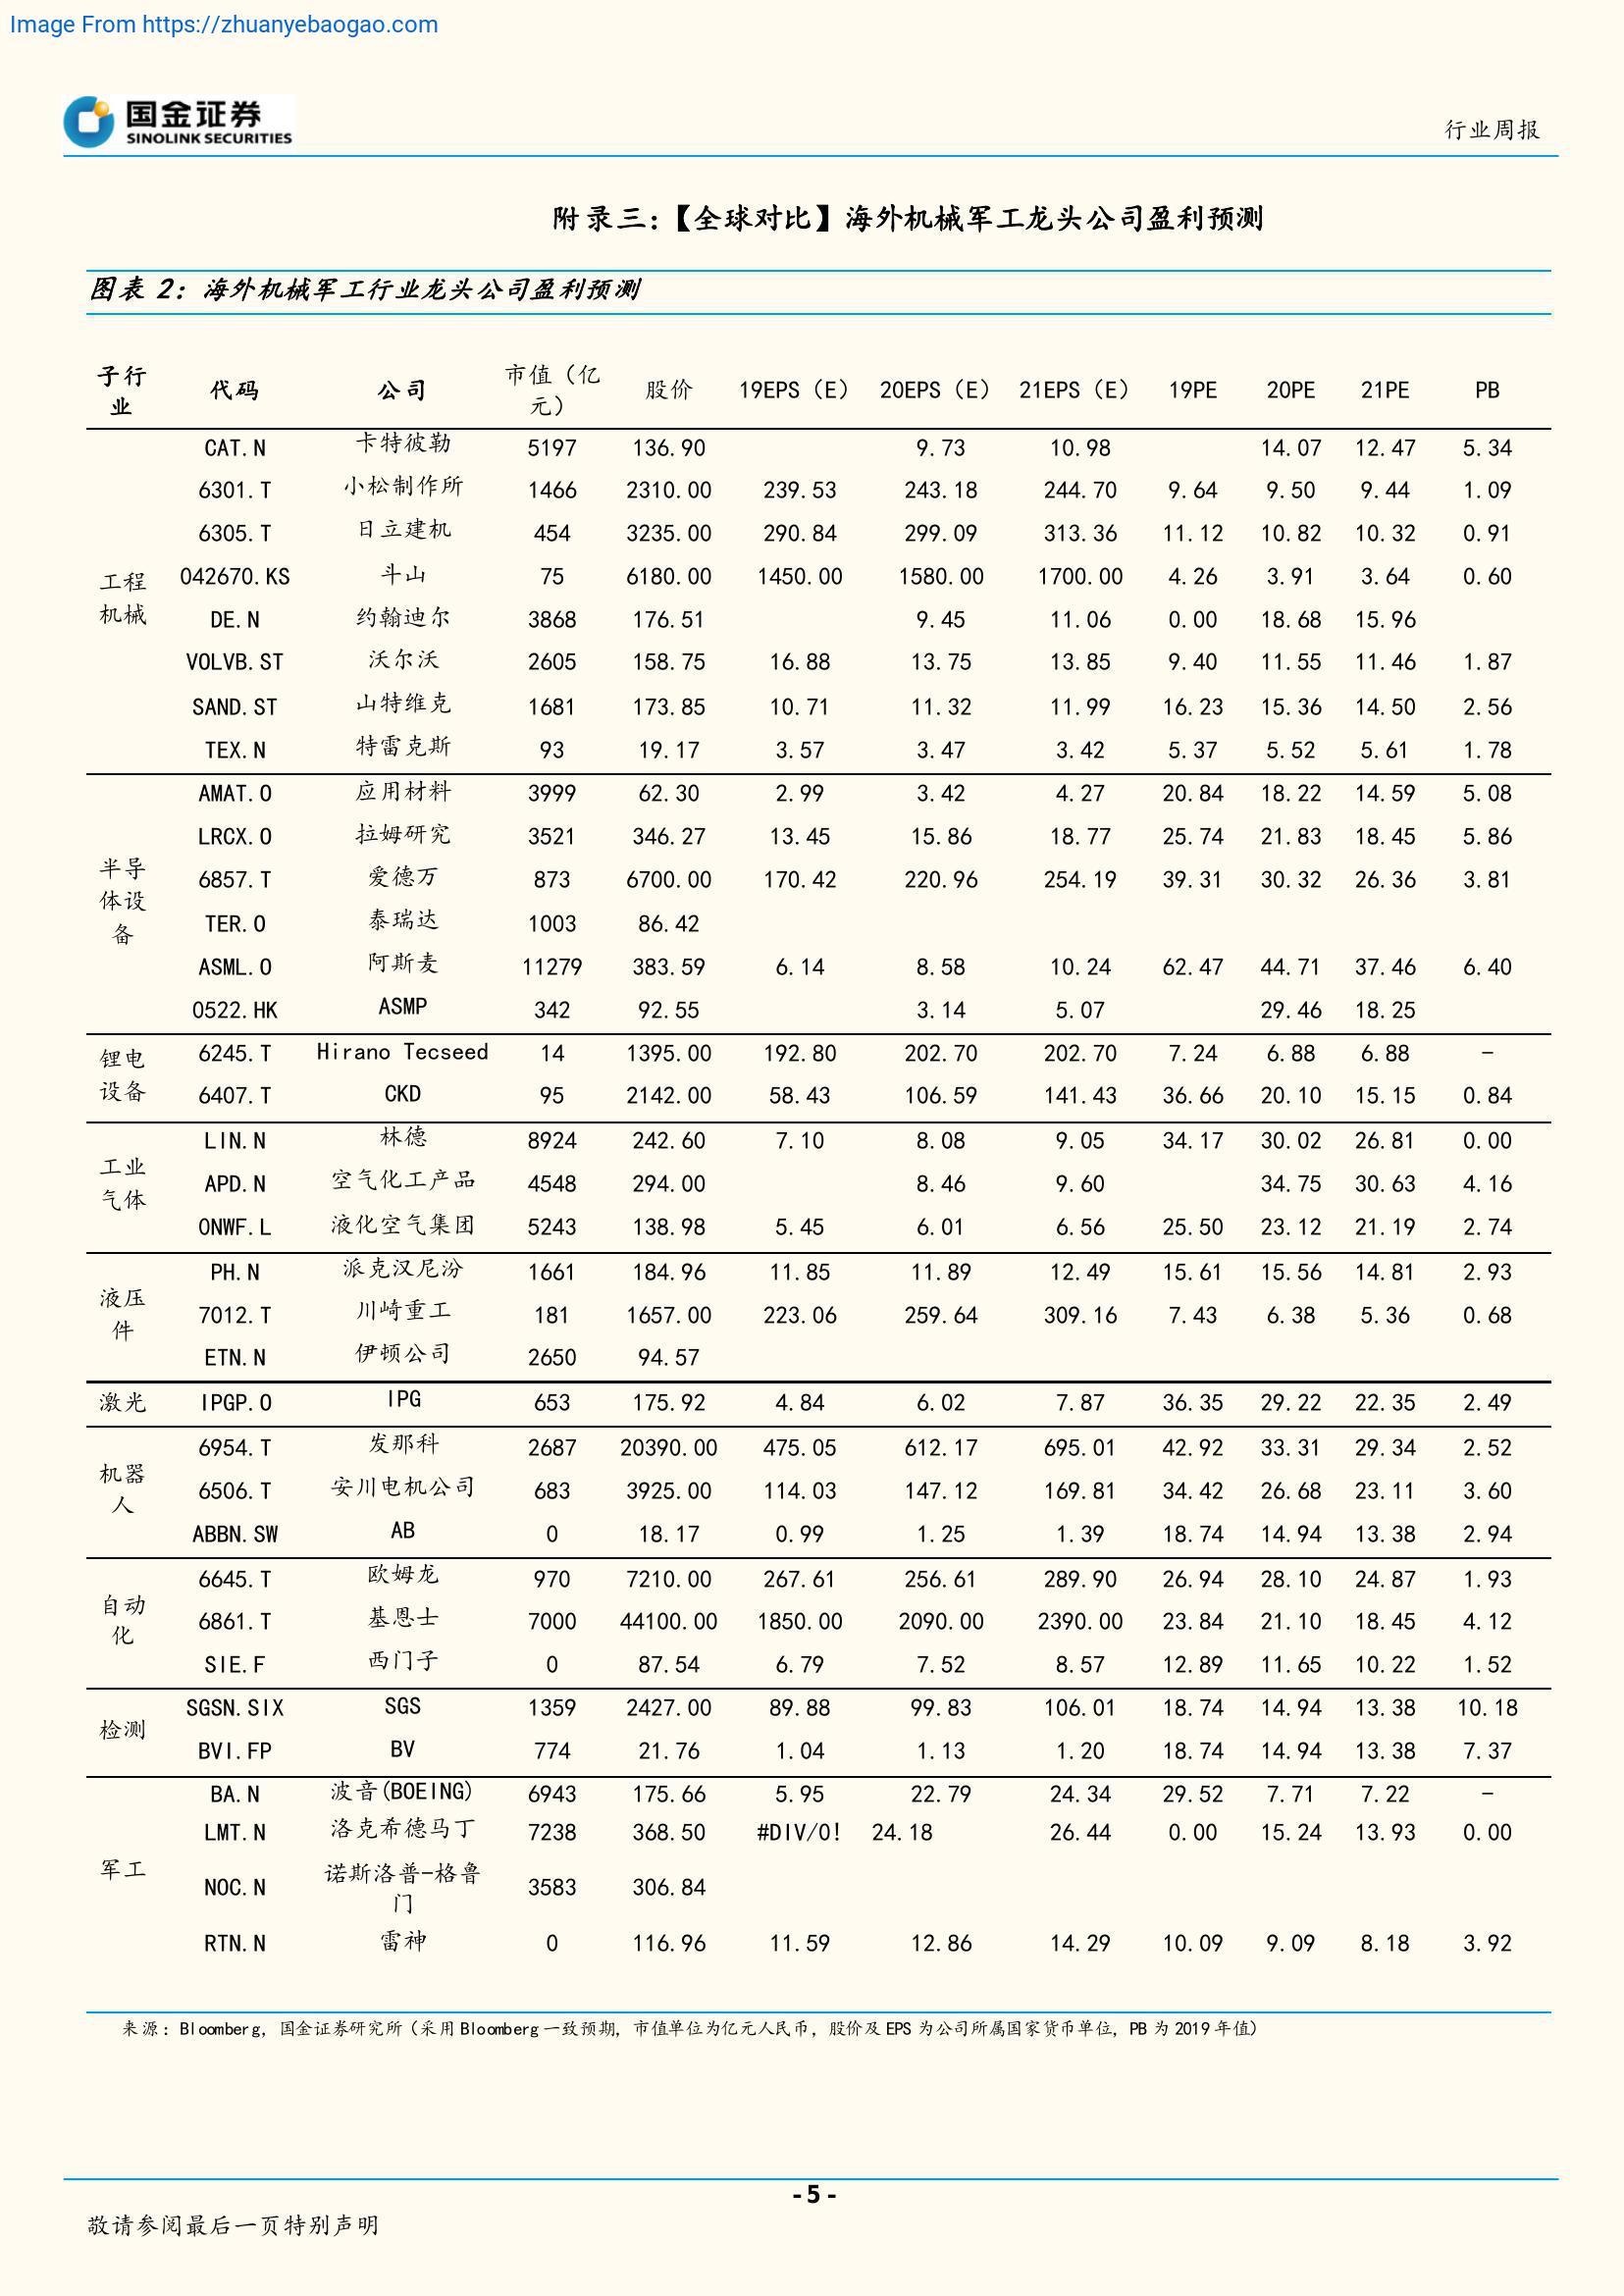 Image From https://zhuanyebaogao.com
国金证券
SINOLINK SECURITIES
行业周报
附录三：【全球对比】海外机械军工龙头公司盈利预测
图表 2：海外机械军工行业龙头公司盈利预测
子行业 代码 公司 市值（亿元） 股价 19EPS（E） 20EPS（E） 21EPS（E） 19PE 20PE 21PE PB
工程机械
CAT.N 卡特彼勒 5197 136.90 9.73 10.98 14.07 12.47 5.34
6301.T 小松制作所 1466 2310.00 239.53 243.18 244.70 9.64 9.50 9.44 1.09
6305.T 日立建机 454 3235.00 290.84 299.09 313.36 11.12 10.82 10.32 0.91
042670.KS 斗山 75 6180.00 1450.00 1580.00 1700.00 4.26 3.91 3.64 0.60
DE.N 约翰迪尔 3868 176.51 9.45 11.06 0.00 18.68 15.96
VOLVB.ST 沃尔沃 2605 158.75 16.88 13.75 13.85 9.40 11.55 11.46 1.87
SAND.ST 山特维克 1681 173.85 10.71 11.32 11.99 16.23 15.36 14.50 2.56
TEX.N 特雷克斯 93 19.17 3.57 3.47 3.42 5.37 5.52 5.61 1.78
半导体设备
AMAT.O 应用材料 3999 62.30 2.99 3.42 4.27 20.84 18.22 14.59 5.08
LRCX.O 拉姆研究 3521 346.27 13.45 15.86 18.77 25.74 21.83 18.45 5.86
6857.T 爱德万 873 6700.00 170.42 220.96 254.19 39.31 30.32 26.36 3.81
TER.O 泰瑞达 1003 86.42
ASML.O 阿斯麦 11279 383.59 6.14 8.58 10.24 62.47 44.71 37.46 6.40
0522.HK ASMP 342 92.55 3.14 5.07 29.46 18.25
锂电设备
6245.T Hirano Tecseed 14 1395.00 192.80 202.70 202.70 7.24 6.88 6.88 -
6407.T CKD 95 2142.00 58.43 106.59 141.43 36.66 20.10 15.15 0.84
工业气体
LIN.N 林德 8924 242.60 7.10 8.08 9.05 34.17 30.02 26.81 0.00
APD.N 空气化工产品 4548 294.00 8.46 9.60 34.75 30.63 4.16
ONWF.L 液化空气集团 5243 138.98 5.45 6.01 6.56 25.50 23.12 21.19 2.74
液压件
PH.N 派克汉尼汾 1661 184.96 11.85 11.89 12.49 15.61 15.56 14.81 2.93
7012.T 川崎重工 181 1657.00 223.06 259.64 309.16 7.43 6.38 5.36 0.68
ETN.N 伊顿公司 2650 94.57
激光 IPGP.O IPG 653 175.92 4.84 6.02 7.87 36.35 29.22 22.35 2.49
机器人
6954.T 发那科 2687 20390.00 475.05 612.17 695.01 42.92 33.31 29.34 2.52
6506.T 安川电机公司 683 3925.00 114.03 147.12 169.81 34.42 26.68 23.11 3.60
ABBN.SW AB 0 18.17 0.99 1.25 1.39 18.74 14.94 13.38 2.94
自动化
6645.T 欧姆龙 970 7210.00 267.61 256.61 289.90 26.94 28.10 24.87 1.93
6861.T 基恩士 7000 44100.00 1850.00 2090.00 2390.00 23.84 21.10 18.45 4.12
SIE.F 西门子 0 87.54 6.79 7.52 8.57 12.89 11.65 10.22 1.52
检测
SGSN.SIX SGS 1359 2427.00 89.88 99.83 106.01 18.74 14.94 13.38 10.18
BVI.FP BV 774 21.76 1.04 1.13 1.20 18.74 14.94 13.38 7.37
军工
BA.N 波音(BOEING) 6943 175.66 5.95 22.79 24.34 29.52 7.71 7.22 -
LMT.N 洛克希德马丁 7238 368.50 #DIV/0! 24.18 26.44 0.00 15.24 13.93 0.00
NOC.N 诺斯洛普-格鲁门 3583 306.84
RTN.N 雷神 0 116.96 11.59 12.86 14.29 10.09 9.09 8.18 3.92
来源：Bloomberg，国金证券研究所（采用 Bloomberg 一致预期，市值单位为亿元人民币，股价及 EPS 为公司所属国家货币单位，PB 为 2019 年值）
- 5 -
敬请参阅最后一页特别声明